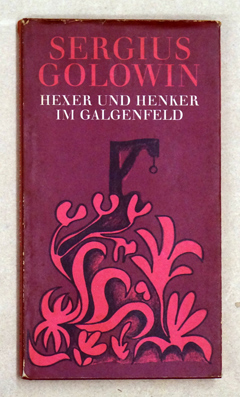 SERGIUS
GOLOWIN
HEXER UND HENKER
IM GALGENFELD